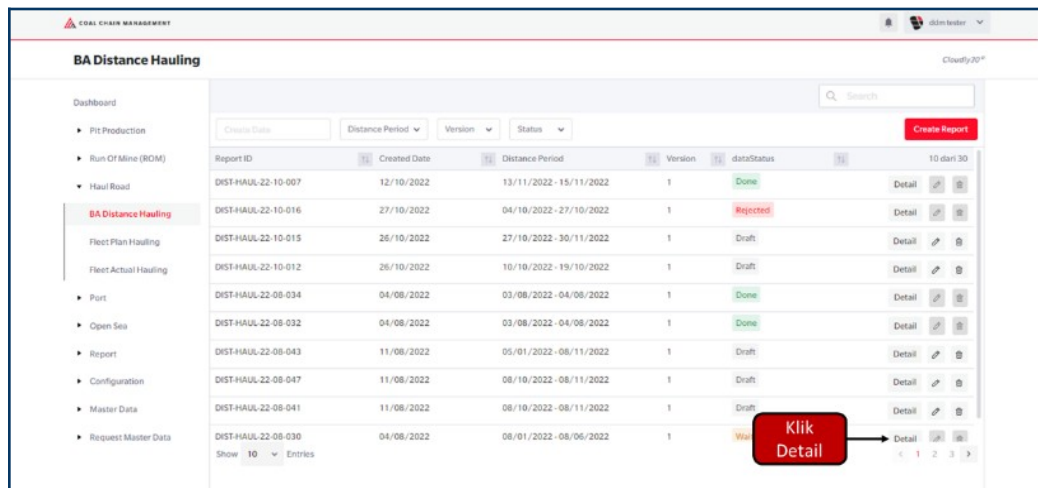 COAL CHAIN MANAGEMENT
ddm tester
BA Distance Hauling
Cloudly30°
Search
Dashboard
Pit Production
Run Of Mine (ROM)
Haul Road
BA Distance Hauling
Fleet Plan Hauling
Fleet Actual Hauling
Port
Open Sea
Report
Configuration
Master Data
Request Master Data
Create Date Distance Period Version Status Create Report
Report ID Created Date Distance Period Version dataStatus 10 dari 30
DIST-HAUL-22-10-007 12/10/2022 13/11/2022 - 15/11/2022 1 Done Detail
DIST-HAUL-22-10-016 27/10/2022 04/10/2022 - 27/10/2022 1 Rejected Detail
DIST-HAUL-22-10-015 26/10/2022 27/10/2022 - 30/11/2022 1 Draft Detail
DIST-HAUL-22-10-012 26/10/2022 10/10/2022 - 19/10/2022 1 Draft Detail
DIST-HAUL-22-08-034 04/08/2022 03/08/2022 - 04/08/2022 1 Done Detail
DIST-HAUL-22-08-032 04/08/2022 03/08/2022 - 04/08/2022 1 Done Detail
DIST-HAUL-22-08-043 11/08/2022 05/01/2022 - 08/11/2022 1 Draft Detail
DIST-HAUL-22-08-047 11/08/2022 08/10/2022 - 08/11/2022 1 Draft Detail
DIST-HAUL-22-08-041 11/08/2022 08/10/2022 - 08/11/2022 1 Draft Detail
DIST-HAUL-22-08-030 04/08/2022 08/01/2022 - 08/06/2022 1 Detail
Klik
Detail
Show 10 Entries
1 2 3